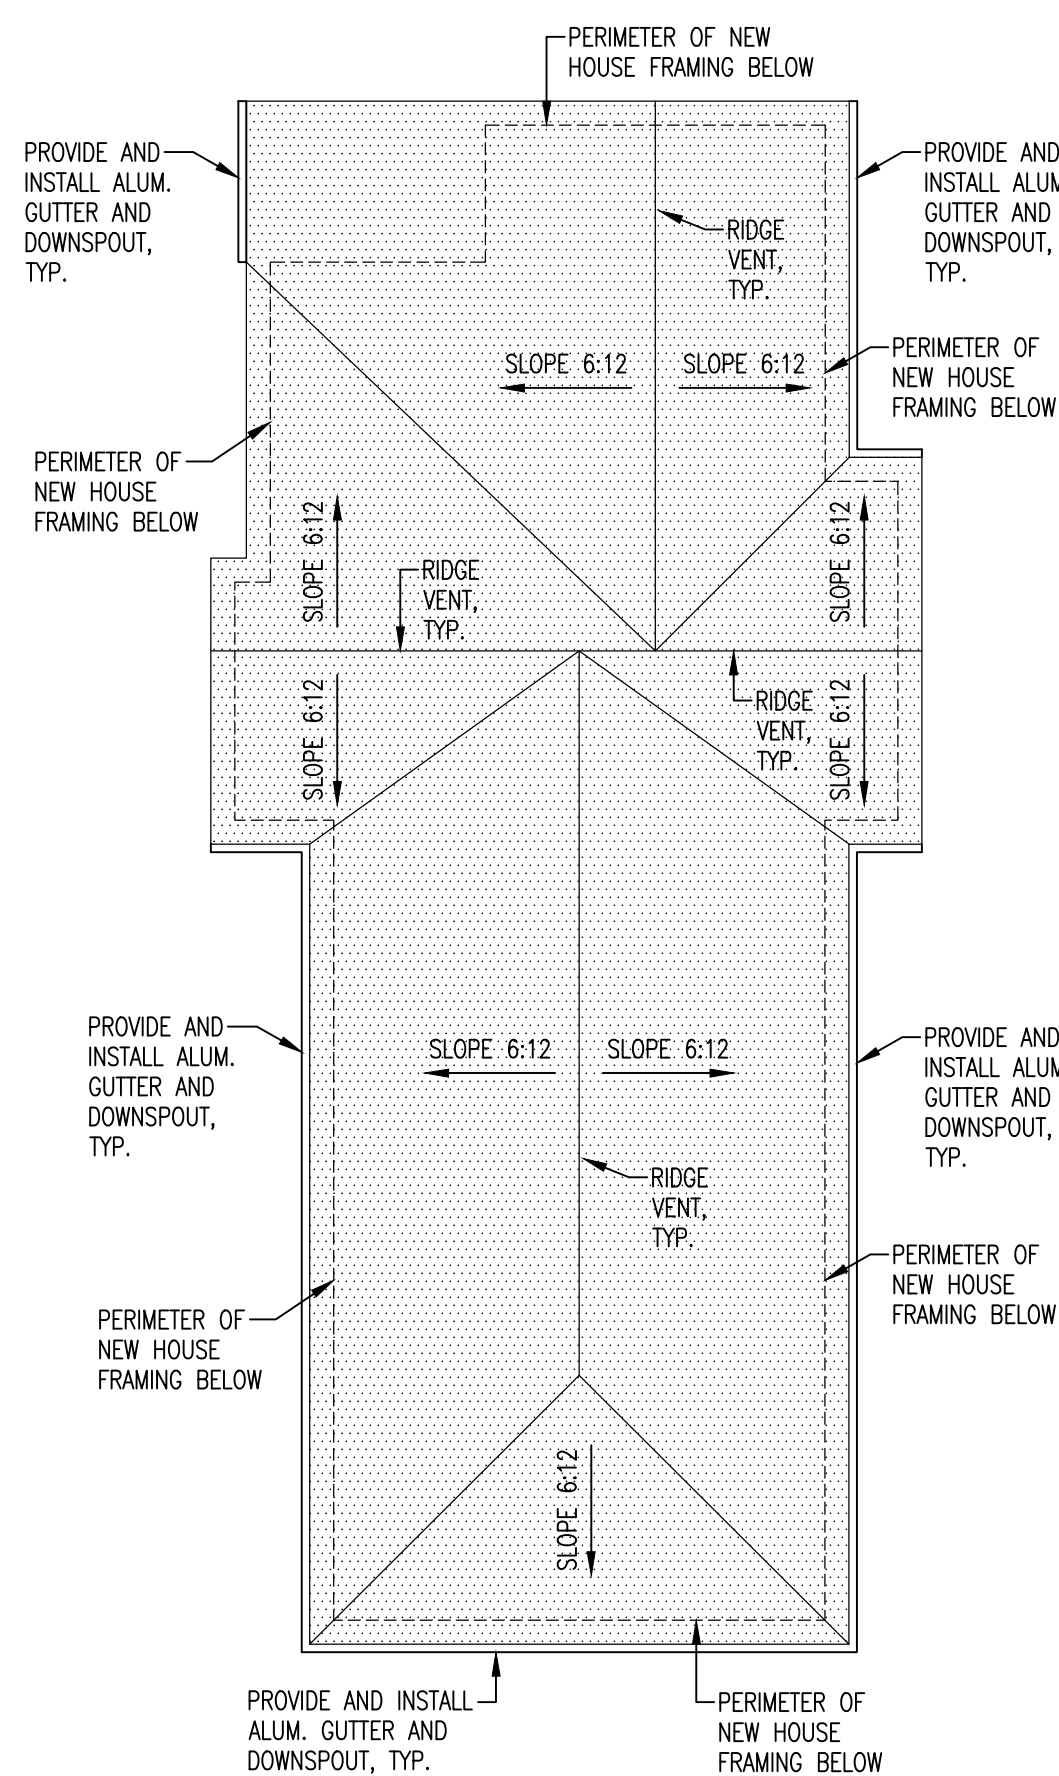 PERIMETER OF NEW
HOUSE FRAMING BELOW
PROVIDE AND
INSTALL ALUM.
GUTTER AND
DOWNSPOUT,
TYP.
PROVIDE AND
INSTALL ALUM
GUTTER AND
DOWNSPOUT,
TYP.
RIDGE
VENT,
TYP.
SLOPE 6:12
SLOPE 6:12
PERIMETER OF
NEW HOUSE
FRAMING BELOW
PERIMETER OF
NEW HOUSE
FRAMING BELOW
SLOPE 6:12
SLOPE 6:12
RIDGE
VENT,
TYP.
SLOPE 6:12
RIDGE
VENT,
TYP.
SLOPE 6:12
PROVIDE AND
INSTALL ALUM.
GUTTER AND
DOWNSPOUT,
TYP.
SLOPE 6:12
SLOPE 6:12
PROVIDE AND
INSTALL ALUM
GUTTER AND
DOWNSPOUT,
TYP.
RIDGE
VENT,
TYP.
PERIMETER OF
NEW HOUSE
FRAMING BELOW
PERIMETER OF
NEW HOUSE
FRAMING BELOW
SLOPE 6:12
PROVIDE AND INSTALL
ALUM. GUTTER AND
DOWNSPOUT, TYP.
PERIMETER OF
NEW HOUSE
FRAMING BELOW